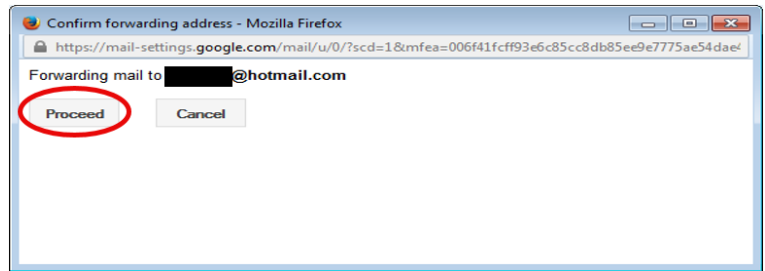 Confirm forwarding address - Mozilla Firefox
https://mail-settings.google.com/mail/u/0/?scd=1&mfea=006f41fcff93e6c85cc8db85ee9e7775ae54dae4
Forwarding mail to @hotmail.com
Proceed Cancel